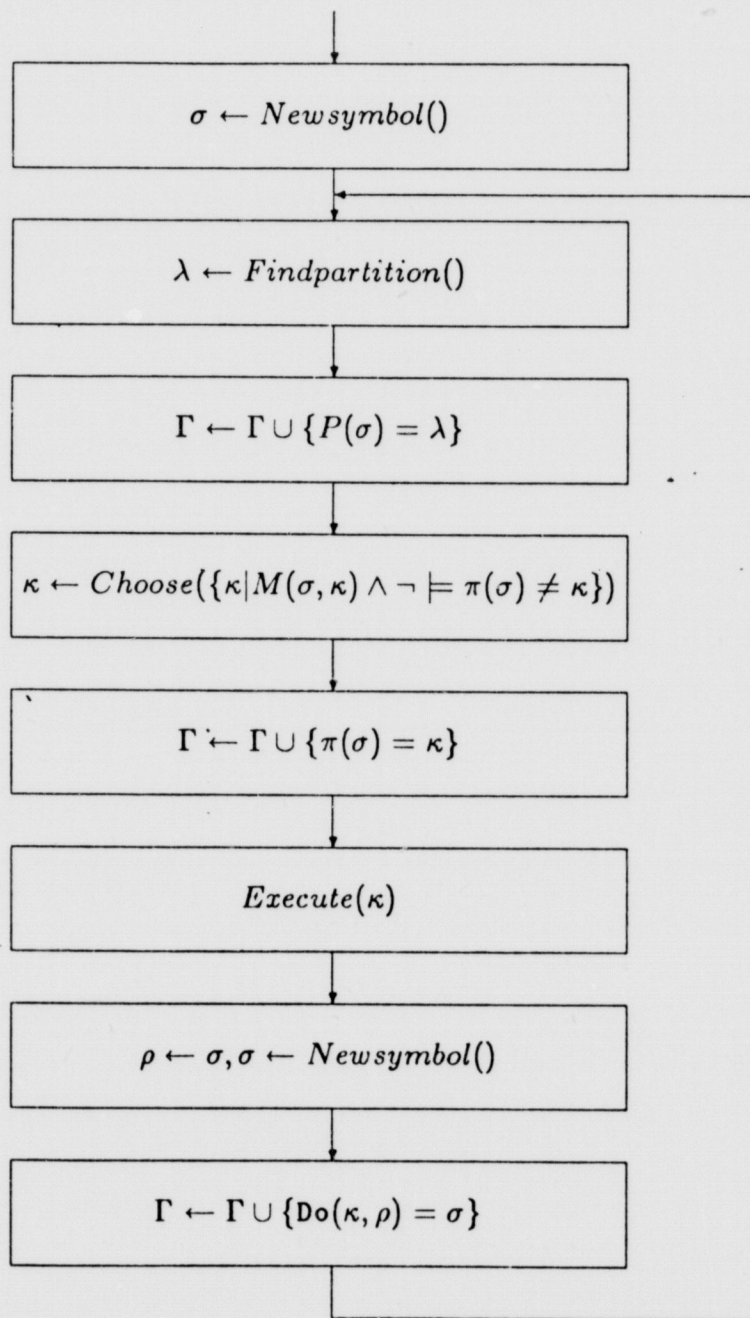 σ ← Newsymbol()
λ ← Findpartition()
Γ ← Γ ∪ {P(σ) = λ}
κ ← Choose({κ|M(σ, κ) ∧ ¬ ⊨ π(σ) ≠ κ})
Γ ← Γ ∪ {π(σ) = κ}
Execute(κ)
ρ ← σ, σ ← Newsymbol()
Γ ← Γ ∪ {Do(κ, ρ) = σ}